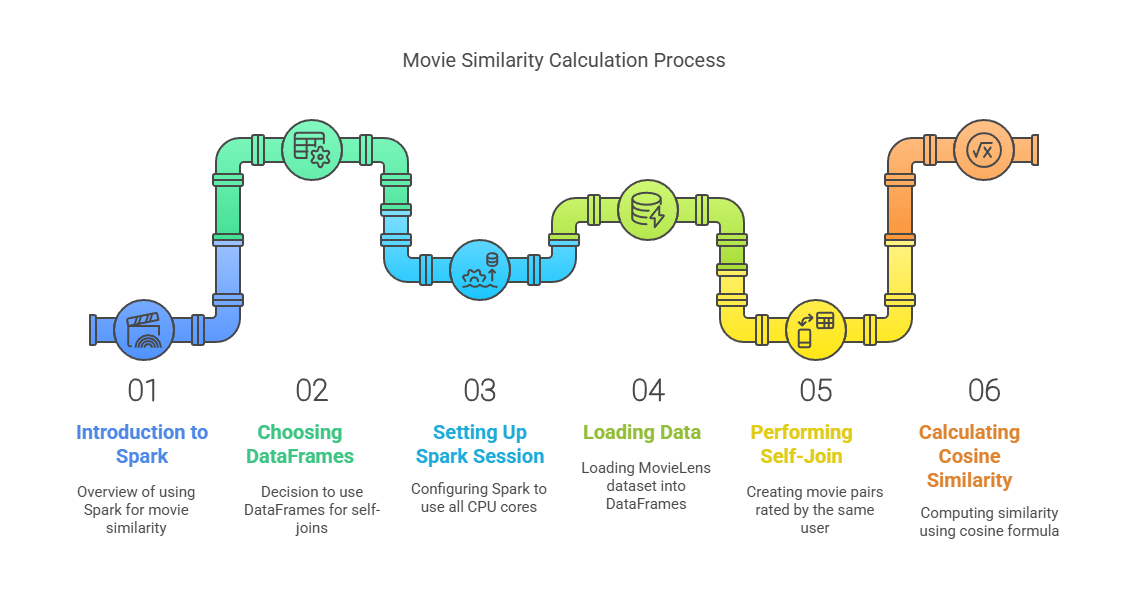 Movie Similarity Calculation Process
√x
01
Introduction to
Spark
Overview of using
Spark for movie
similarity
02
Choosing
DataFrames
Decision to use
DataFrames for self-
joins
03
Setting Up
Spark Session
Configuring Spark to
use all CPU cores
04
Loading Data
Loading MovieLens
dataset into
DataFrames
05
Performing
Self-Join
Creating movie pairs
rated by the same
user
06
Calculating
Cosine
Similarity
Computing similarity
using cosine formula